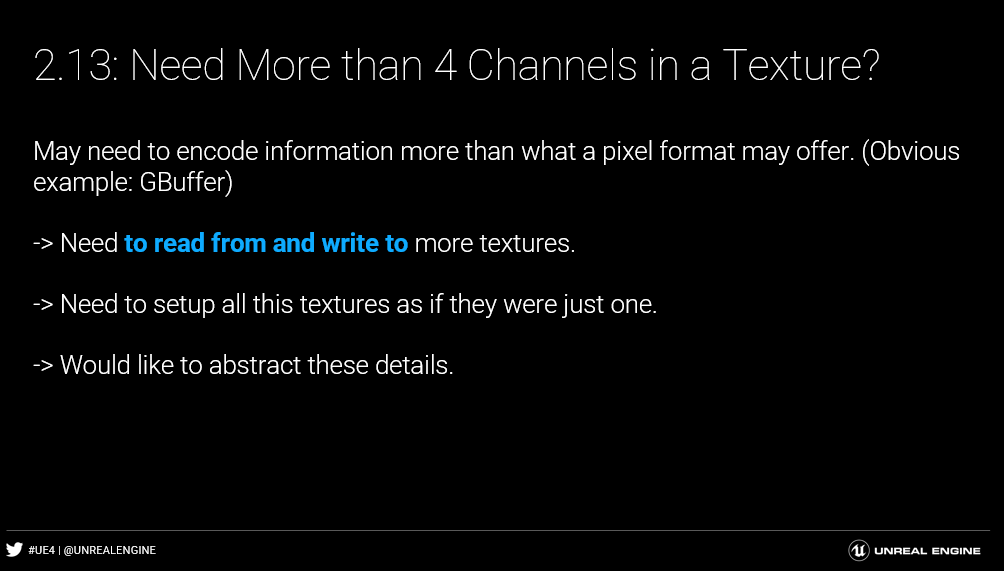 2.13: Need More than 4 Channels in a Texture?
May need to encode information more than what a pixel format may offer. (Obvious
example: GBuffer)
-> Need to read from and write to more textures.
-> Need to setup all this textures as if they were just one.
-> Would like to abstract these details.
#UE4 | @UNREALENGINE
UNREAL ENGINE